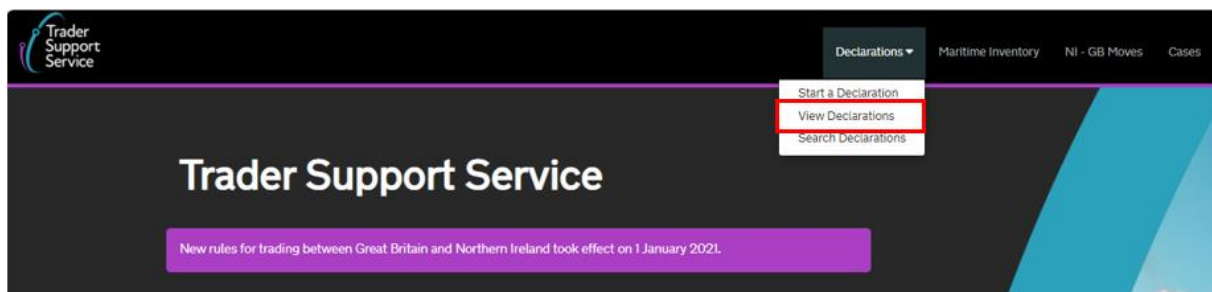 Trader
Support
Service
Declarations Maritime Inventory NI - GB Moves Cases
Start a Declaration
View Declarations
Search Declarations
Trader Support Service
New rules for trading between Great Britain and Northern Ireland took effect on 1 January 2021.